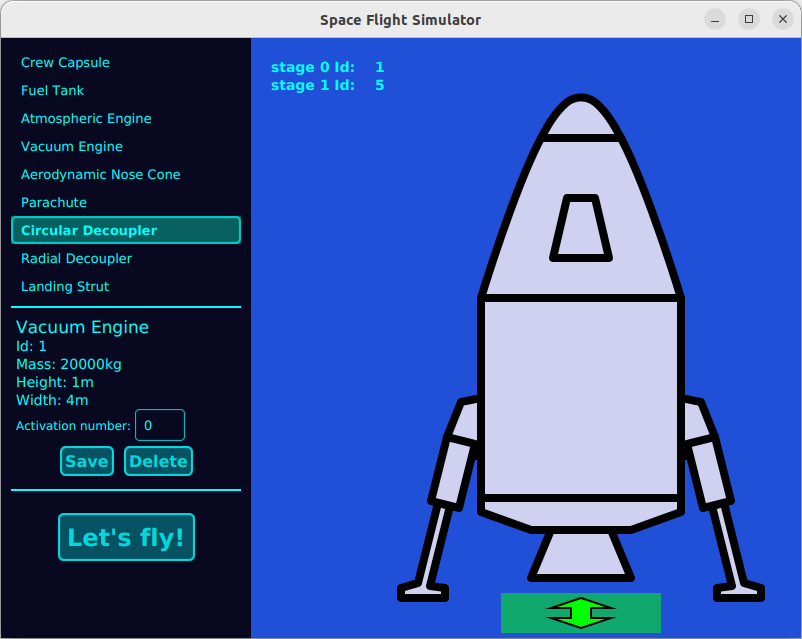 Space Flight Simulator
Crew Capsule
Fuel Tank
Atmospheric Engine
Vacuum Engine
Aerodynamic Nose Cone
Parachute
Circular Decoupler
Radial Decoupler
Landing Strut
Vacuum Engine
Id: 1
Mass: 20000kg
Height: 1m
Width: 4m
Activation number: 0
Save Delete
Let's fly!
stage 0 Id: 1
stage 1 Id: 5